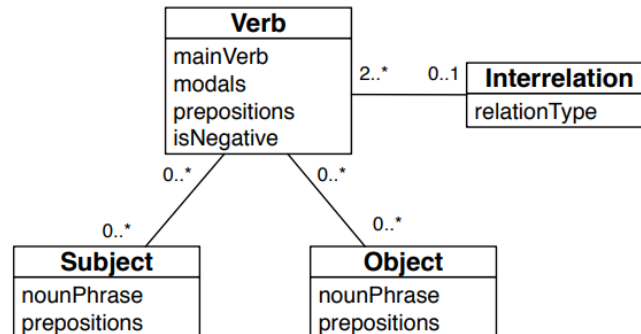 Verb
mainVerb
modals
prepositions
isNegative
2..*
0..1
Interrelation
relationType
0..*
0..*
0..*
0..*
Subject
nounPhrase
prepositions
Object
nounPhrase
prepositions